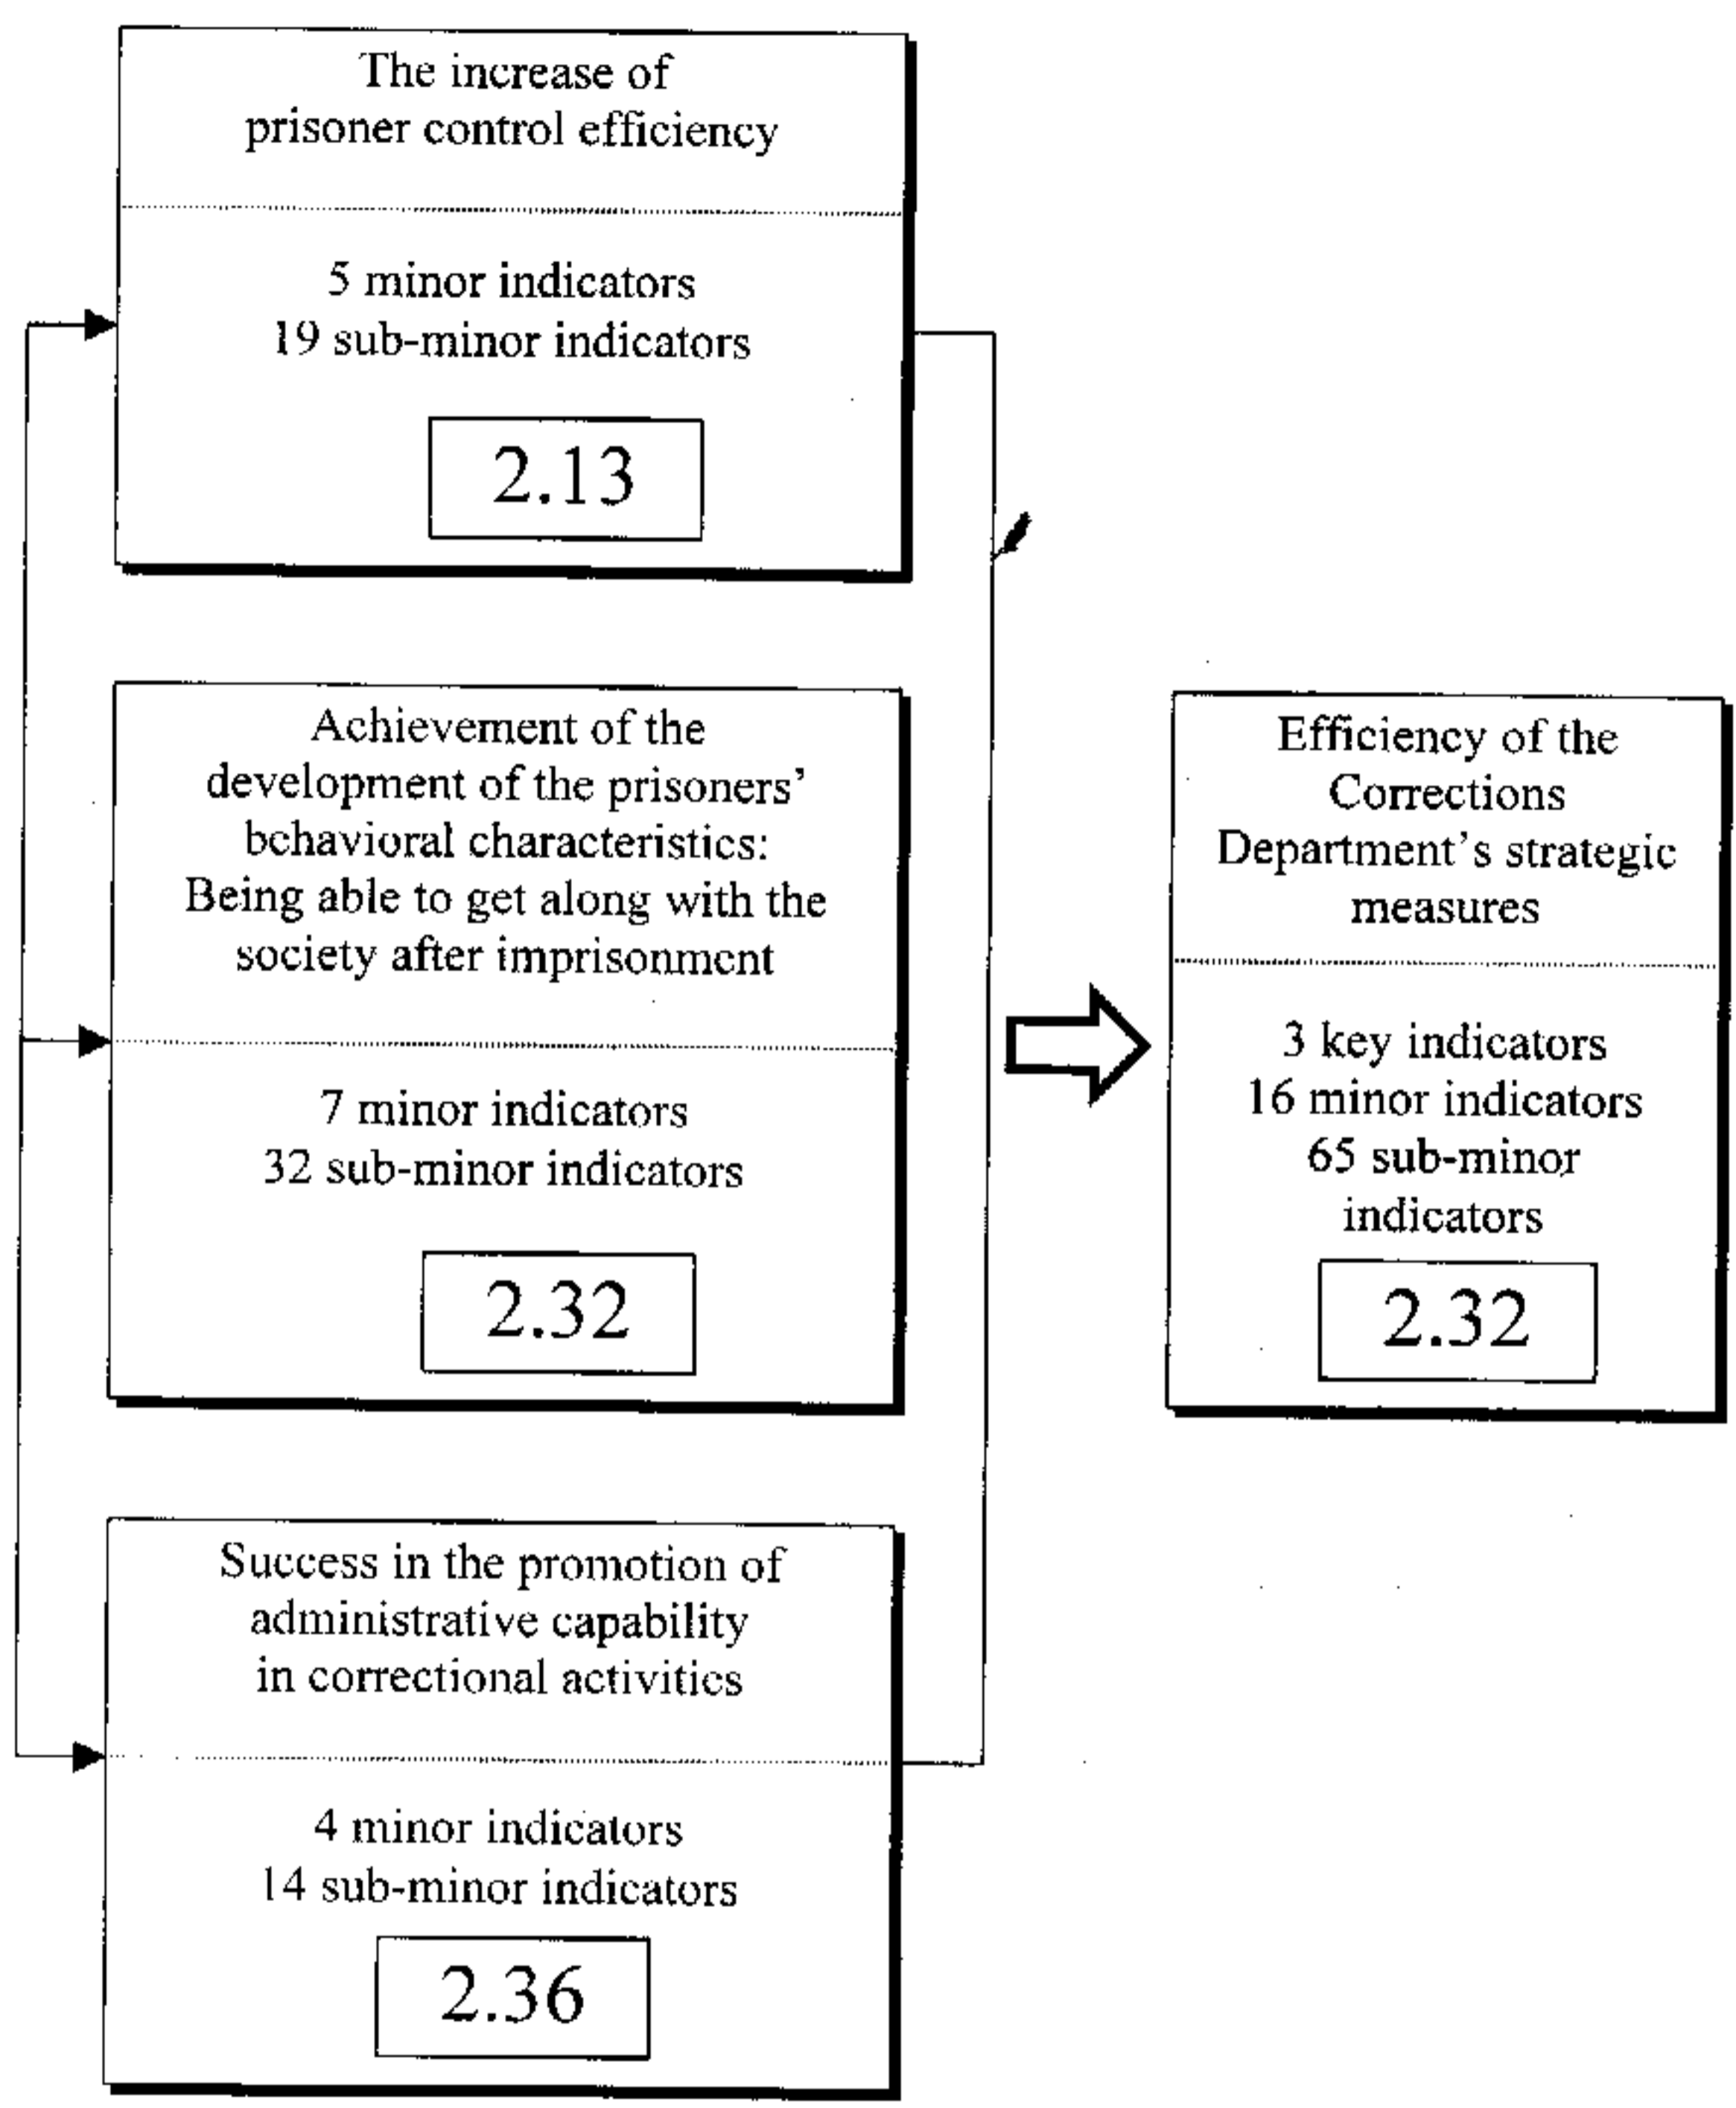 The increase of
prisoner control efficiency
5 minor indicators
19 sub-minor indicators
2.13
Achievement of the
development of the prisoners'
behavioral characteristics:
Being able to get along with the
society after imprisonment
7 minor indicators
32 sub-minor indicators
2.32
Success in the promotion of
administrative capability
in correctional activities
4 minor indicators
14 sub-minor indicators
2.36
Efficiency of the
Corrections
Department's strategic
measures
3 key indicators
16 minor indicators
65 sub-minor
indicators
2.32